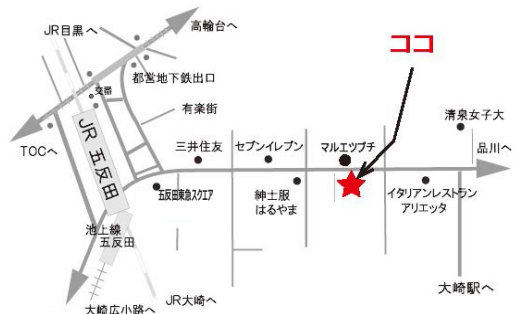 高輪台へ
JR目黒へ
ココ
都営地下鉄出口
交番
有楽街
清泉女子大
三井住友
セブンイレブン
マルエツプチ
品川へ
TOCへ
JR 五反田
五反田東急スクエア
紳士服
はるやま
イタリアンレストラン
アリエッタ
池上線
五反田
大崎駅へ
JR大崎へ
大崎広小路へ